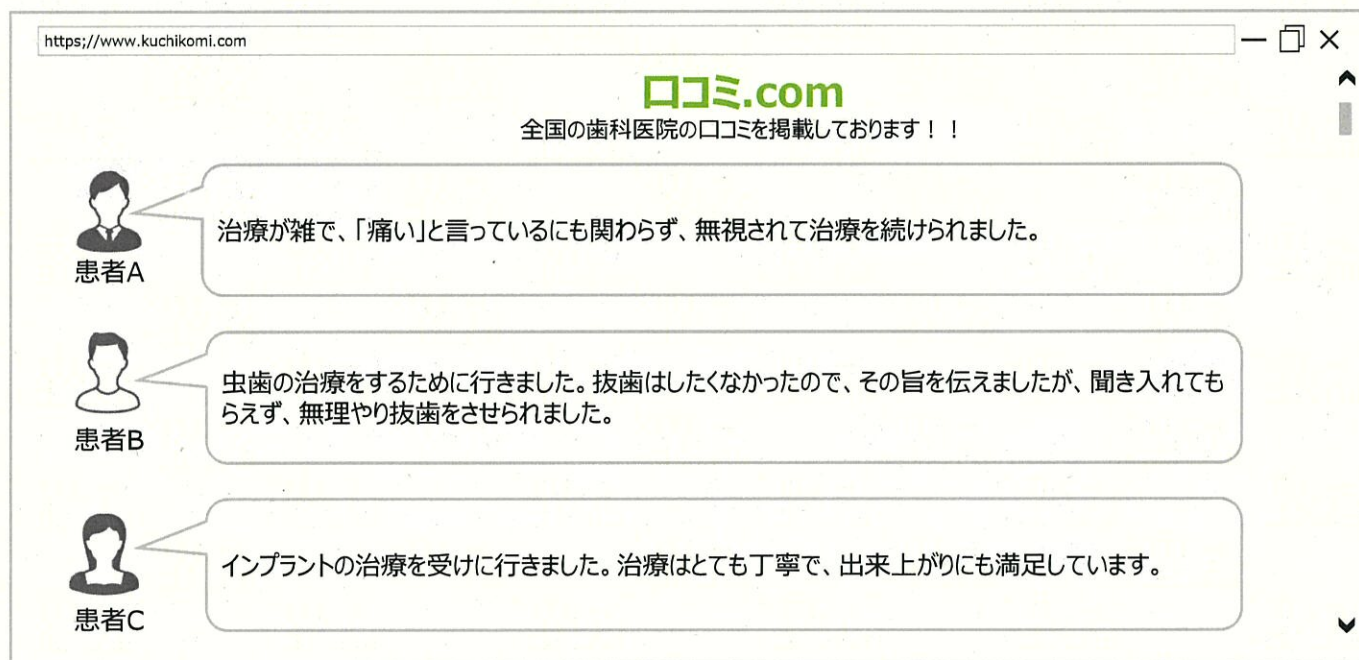 https;//www.kuchikomi.com
口コミ.com
全国の歯科医院の口コミを掲載しております！！
治療が雑で、「痛い」と言っているにも関わらず、無視されて治療を続けられました。
患者A
虫歯の治療をするために行きました。抜歯はしたくなかったので、その旨を伝えましたが、聞き入れても
らえず、無理やり抜歯をさせられました。
患者B
インプラントの治療を受けに行きました。治療はとても丁寧で、出来上がりにも満足しています。
患者C